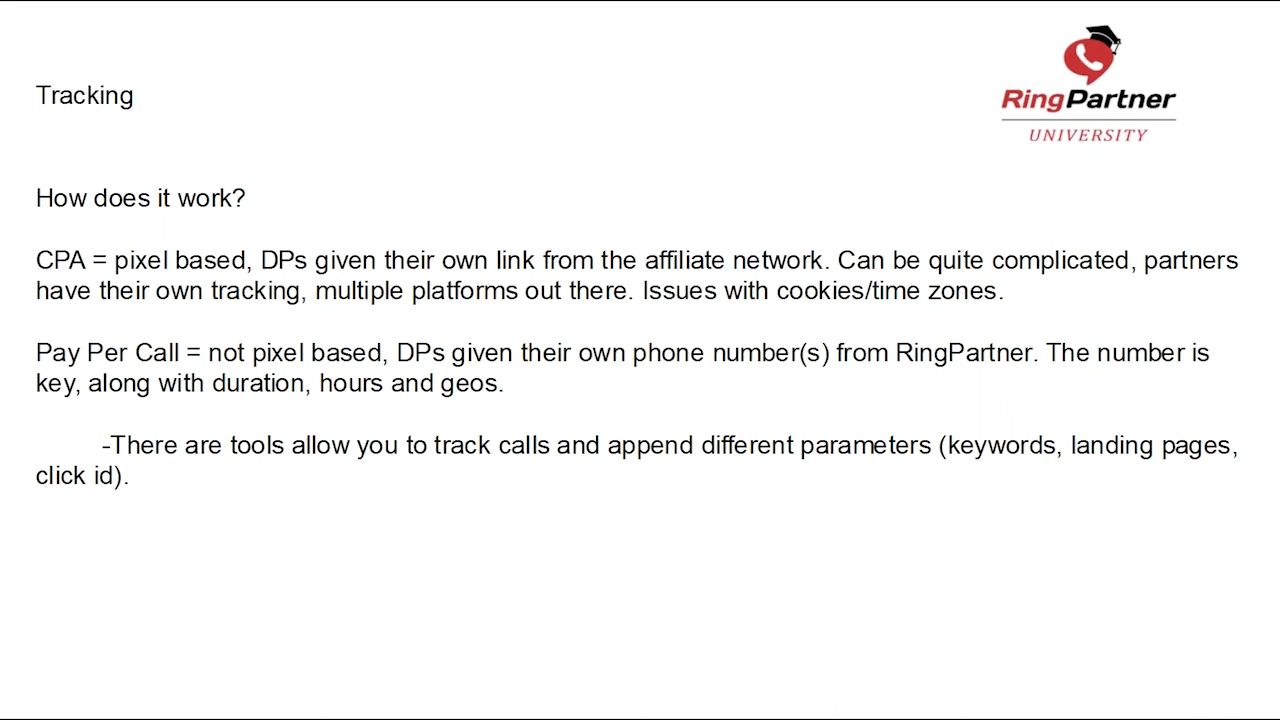 Tracking
RingPartner
UNIVERSITY
How does it work?
CPA = pixel based, DPs given their own link from the affiliate network. Can be quite complicated, partners
have their own tracking, multiple platforms out there. Issues with cookies/time zones.
Pay Per Call = not pixel based, DPs given their own phone number(s) from RingPartner. The number is
key, along with duration, hours and geos.
-There are tools allow you to track calls and append different parameters (keywords, landing pages,
click id).